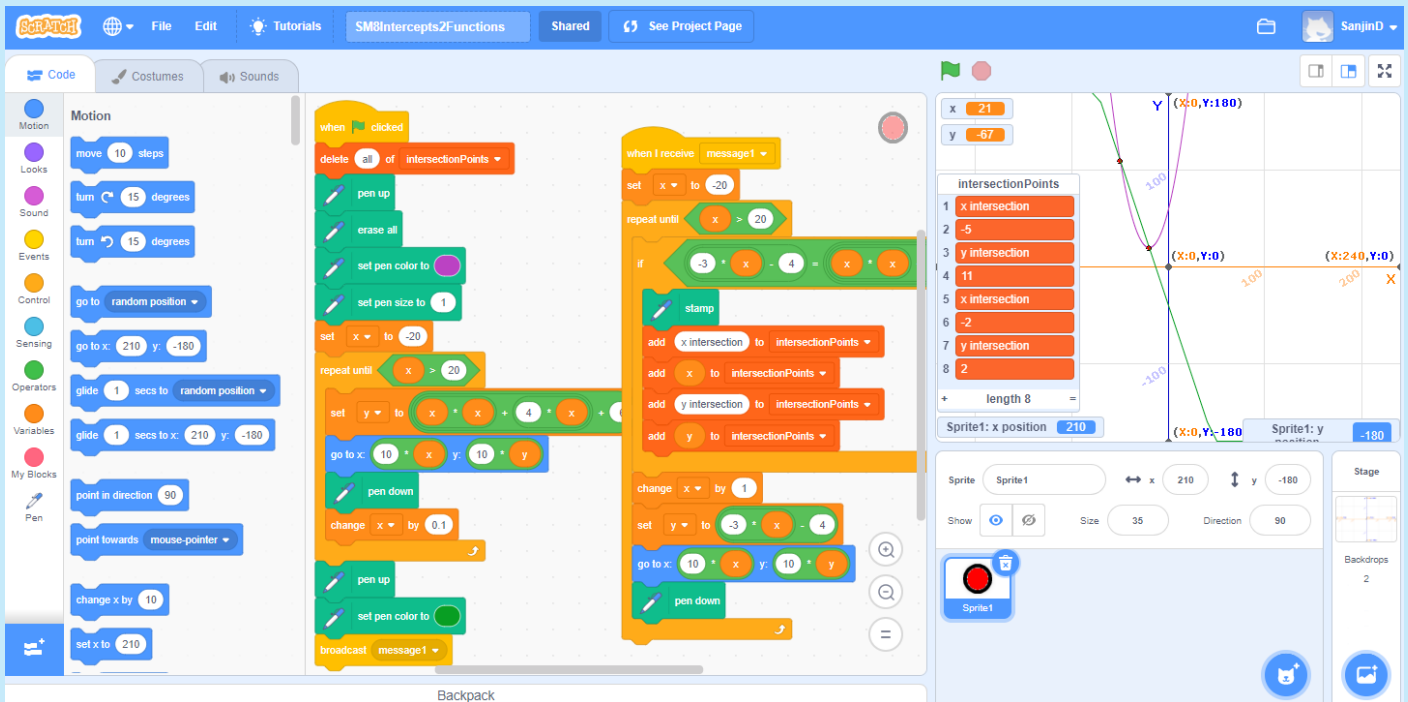 SCRATCH File Edit Tutorials SM8Intercepts2Functions Shared See Project Page SanjinD
Code Costumes Sounds
Motion
Looks
Sound
Events
Control
Sensing
Operators
Variables
My Blocks
Pen
Motion
move 10 steps
turn 15 degrees
turn 15 degrees
go to random position
go to x: 210 y: -180
glide 1 secs to random position
glide 1 secs to x: 210 y: -180
point in direction 90
point towards mouse-pointer
change x by 10
set x to 210
when clicked
delete all of intersectionPoints
pen up
erase all
set pen color to
set pen size to 1
set x to -20
repeat until x > 20
set y to x * x + 4 * x +
go to x: 10 * x y: 10 * y
pen down
change x by 0.1
pen up
set pen color to
broadcast message1
when I receive message1
set x to -20
repeat until x > 20
if -3 * x - 4 = x * x
stamp
add x intersection to intersectionPoints
add x to intersectionPoints
add y intersection to intersectionPoints
add y to intersectionPoints
change x by 1
set y to -3 * x - 4
go to x: 10 * x y: 10 * y
pen down
Backpack
x 21
y -67
intersectionPoints
1 x intersection
2 -5
3 y intersection
4 11
5 x intersection
6 -2
7 y intersection
8 2
+ length 8 =
Sprite1: x position 210
Sprite1: y position -180
Y (X:0,Y:180)
100
(X:0,Y:0)
(X:240,Y:0)
100
200
X
-100
(X:0,Y:-180
Sprite Sprite1 x 210 y -180
Show Size 35 Direction 90
Sprite1
Stage
Backdrops
2